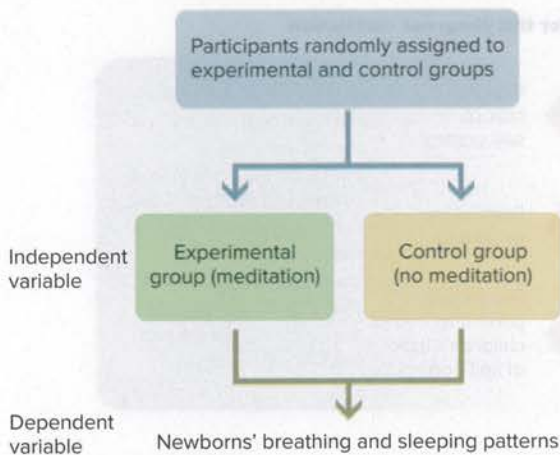 Participants randomly assigned to
experimental and control groups
Independent
variable
Experimental
group (meditation)
Control group
(no meditation)
Dependent
variable
Newborns' breathing and sleeping patterns